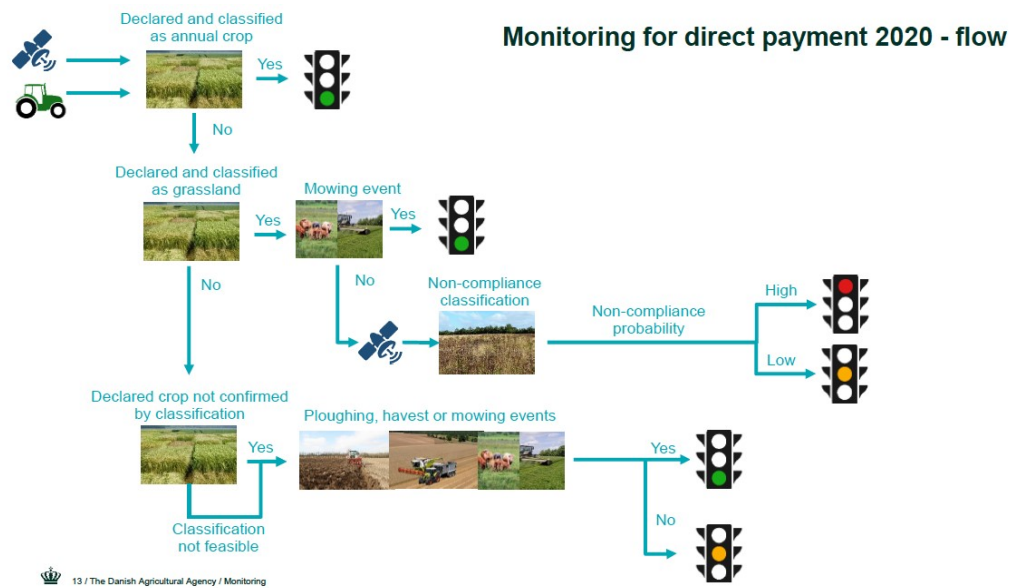 Monitoring for direct payment 2020 - flow
Declared and classified
as annual crop
Yes
No
Declared and classified
as grassland
Yes
Mowing event
Yes
No
No
Non-compliance
classification
Non-compliance
probability
High
Low
Declared crop not confirmed
by classification
Yes
Classification
not feasible
Ploughing, havest or mowing events
Yes
No
13 / The Danish Agricultural Agency / Monitoring